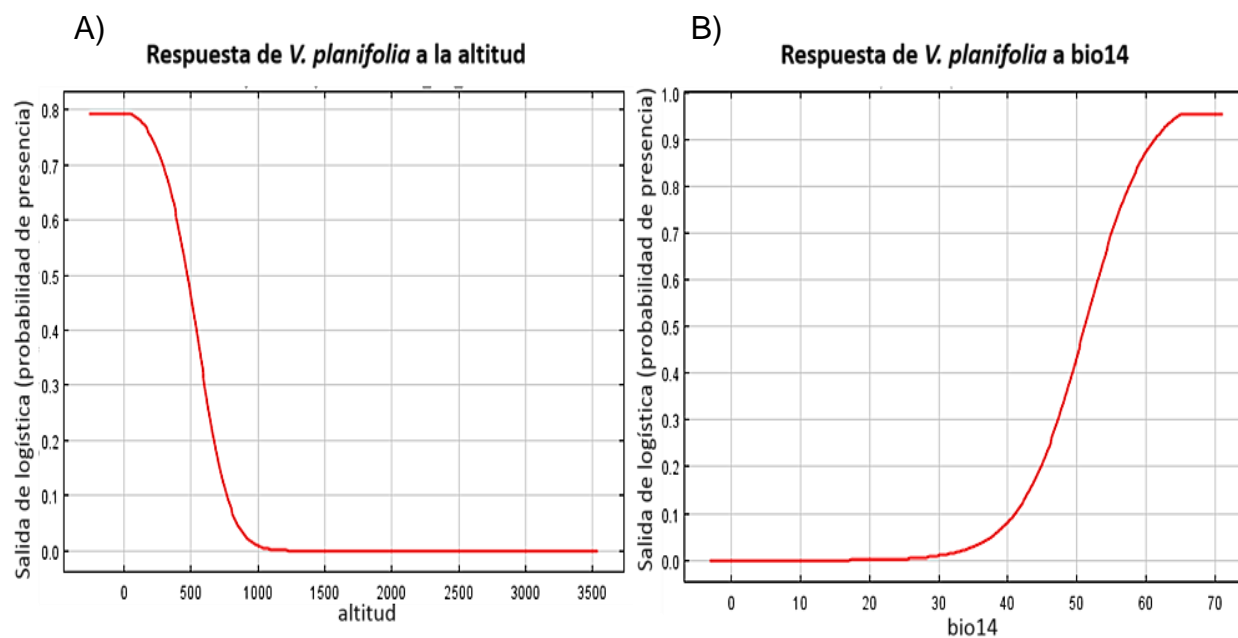 A)
Respuesta de V. planifolia a la altitud
Salida de logística (probabilidad de presencia)
0.8
0.7
0.6
0.5
0.4
0.3
0.2
0.1
0.0
0 500 1000 1500 2000 2500 3000 3500
altitud
B)
Respuesta de V. planifolia a bio14
Salida de logística (probabilidad de presencia)
1.0
0.9
0.8
0.7
0.6
0.5
0.4
0.3
0.2
0.1
0.0
0 10 20 30 40 50 60 70
bio14